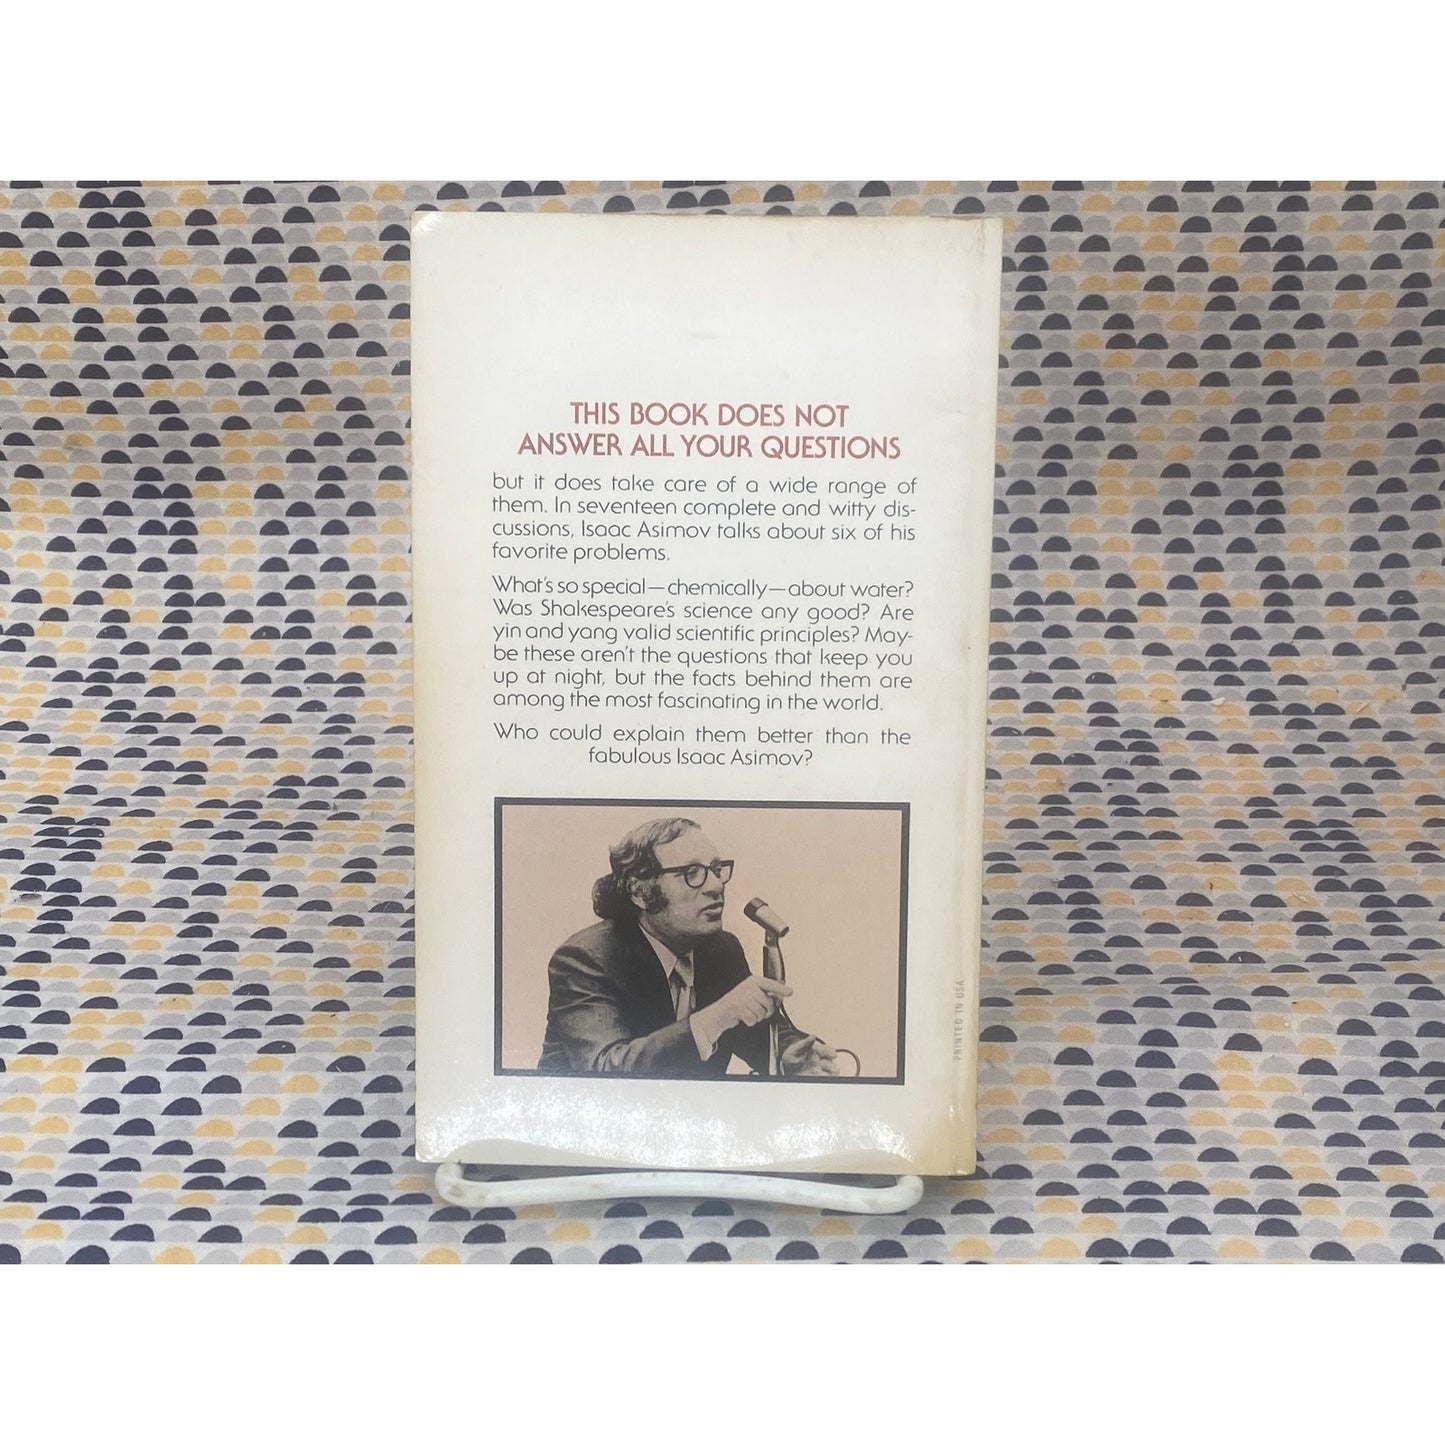 THIS BOOK DOES NOT
ANSWER ALL YOUR QUESTIONS
but it does take care of a wide range of
them. In seventeen complete and witty dis-
cussions, Isaac Asimov talks about six of his
favorite problems.
What's so special—chemically—about water?
Was Shakespeare's science any good? Are
yin and yang valid scientific principles? May-
be these aren't the questions that keep you
up at night, but the facts behind them are
among the most fascinating in the world.
Who could explain them better than the
fabulous Isaac Asimov?
PRINTED IN USA